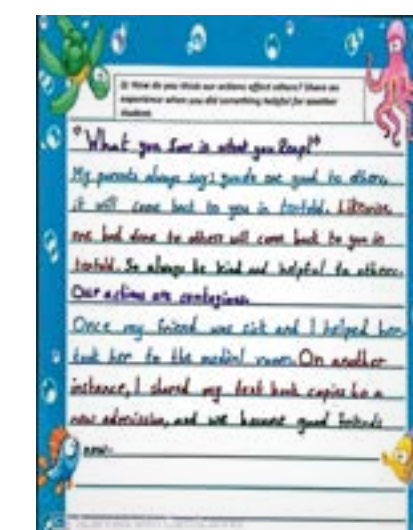 Q: How do you think our actions affect others? Share an
experience when you did something helpful for another
student.
"What you Sow is what you Reap!"
My parents always say: one good to others,
it will come back to you in tenfold. Likewise
one bad done to others will come back to you in
tenfold. So always be kind and helpful to others.
Our actions are contagious.
Once my friend was sick and I helped her
took her to the room. On another
instance, I shared my text book copies to a
new admission, and we became good friends
now.
Scanned with CamScanner